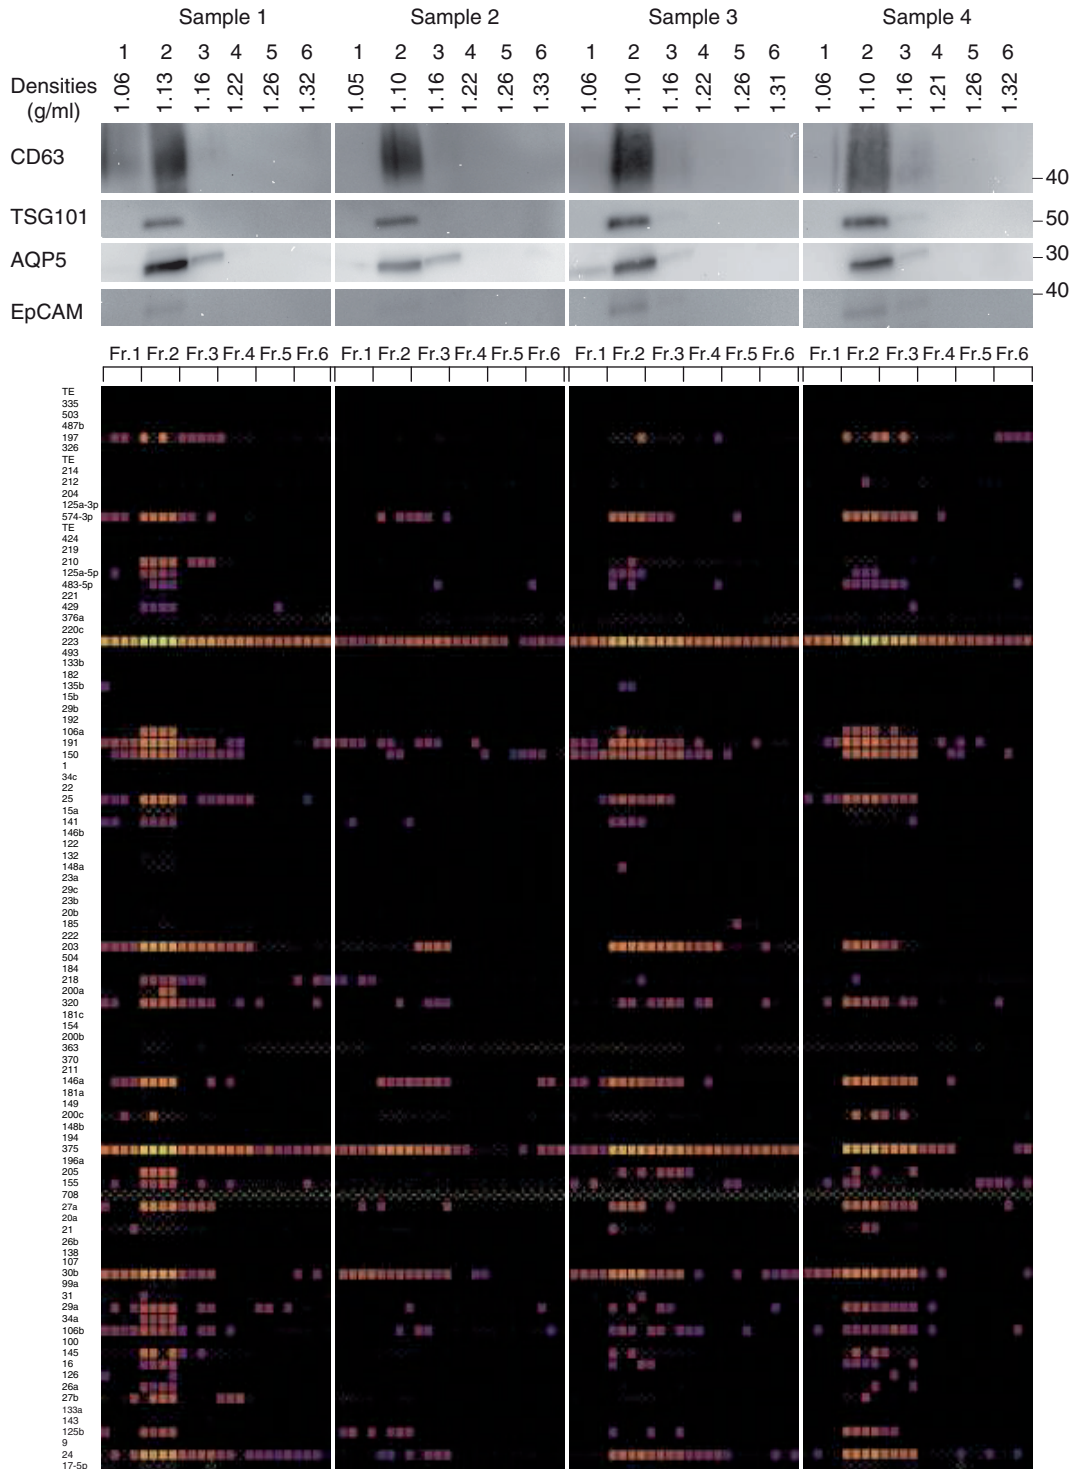 Sample 1 Sample 2 Sample 3 Sample 4
1 2 3 4 5 6 1 2 3 4 5 6 1 2 3 4 5 6 1 2 3 4 5 6
Densities (g/ml)
1.06 1.13 1.16 1.22 1.26 1.32 1.05 1.10 1.16 1.22 1.26 1.33 1.06 1.10 1.16 1.22 1.26 1.31 1.06 1.10 1.16 1.21 1.26 1.32
CD63
40
TSG101
50
AQP5
30
40
EpCAM
Fr.1 Fr.2 Fr.3 Fr.4 Fr.5 Fr.6 Fr.1 Fr.2 Fr.3 Fr.4 Fr.5 Fr.6 Fr.1 Fr.2 Fr.3 Fr.4 Fr.5 Fr.6 Fr.1 Fr.2 Fr.3 Fr.4 Fr.5 Fr.6
TE
335
503
487b
197
326
TE
214
212
204
125a-3p
574-3p
TE
424
219
210
125a-5p
483-5p
221
429
376a
220c
223
493
133b
182
135b
15b
29b
192
106a
191
150
1
34c
22
25
15a
141
146b
122
132
148a
23a
29c
23b
20b
185
222
203
504
184
218
200a
320
181c
154
200b
363
370
211
146a
181a
149
200c
148b
194
375
196a
205
155
708
27a
20a
21
26b
138
107
30b
99a
31
29a
34a
106b
100
145
16
126
26a
27b
133a
143
125b
9
24
17-5p